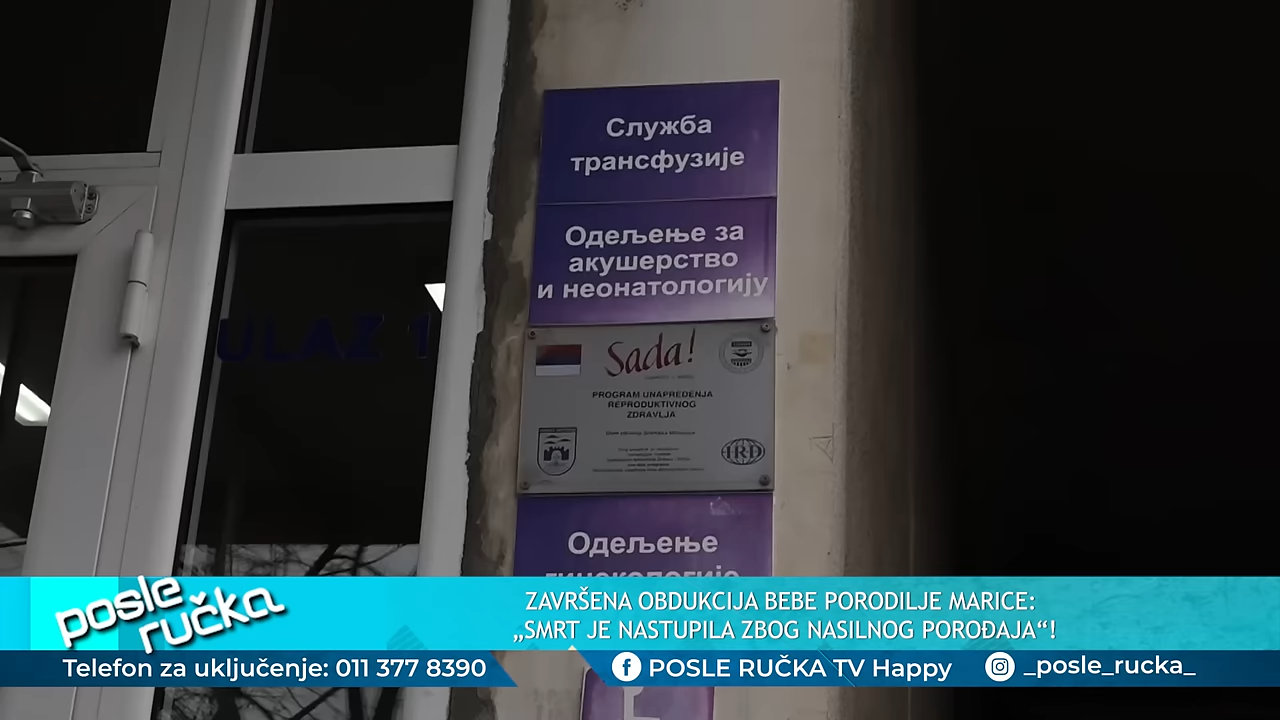 Служба
трансфузије
Одељење за
акушерство
и неонатологију
ULAZ 1
Sada!
PROGRAM UNAPREĐENJA
REPRODUKTIVNOG
ZDRAVLJA
IRD
Одељење
гинекологије
posle
ručka
ZAVRŠENA OBDUKCIJA BEBE PORODILJE MARICE:
„SMRT JE NASTUPILA ZBOG NASILNOG POROĐAJA“!
Telefon za uključenje: 011 377 8390
POSLE RUČKA TV Happy
_posle_rucka_